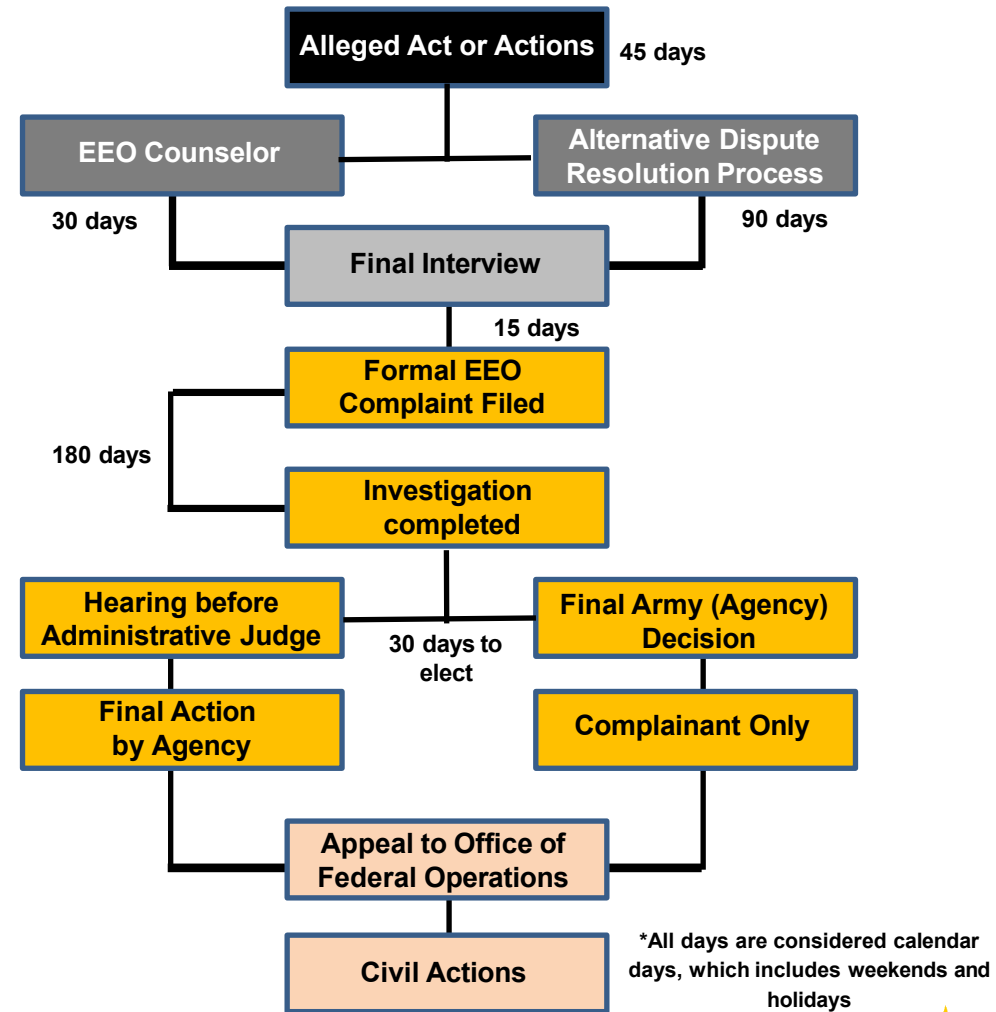 Alleged Act or Actions
45 days
EEO Counselor
Alternative Dispute
Resolution Process
30 days
90 days
Final Interview
15 days
Formal EEO
Complaint Filed
180 days
Investigation
completed
Hearing before
Administrative Judge
30 days to
elect
Final Army (Agency)
Decision
Final Action
by Agency
Complainant Only
Appeal to Office of
Federal Operations
Civil Actions
*All days are considered calendar
days, which includes weekends and
holidays